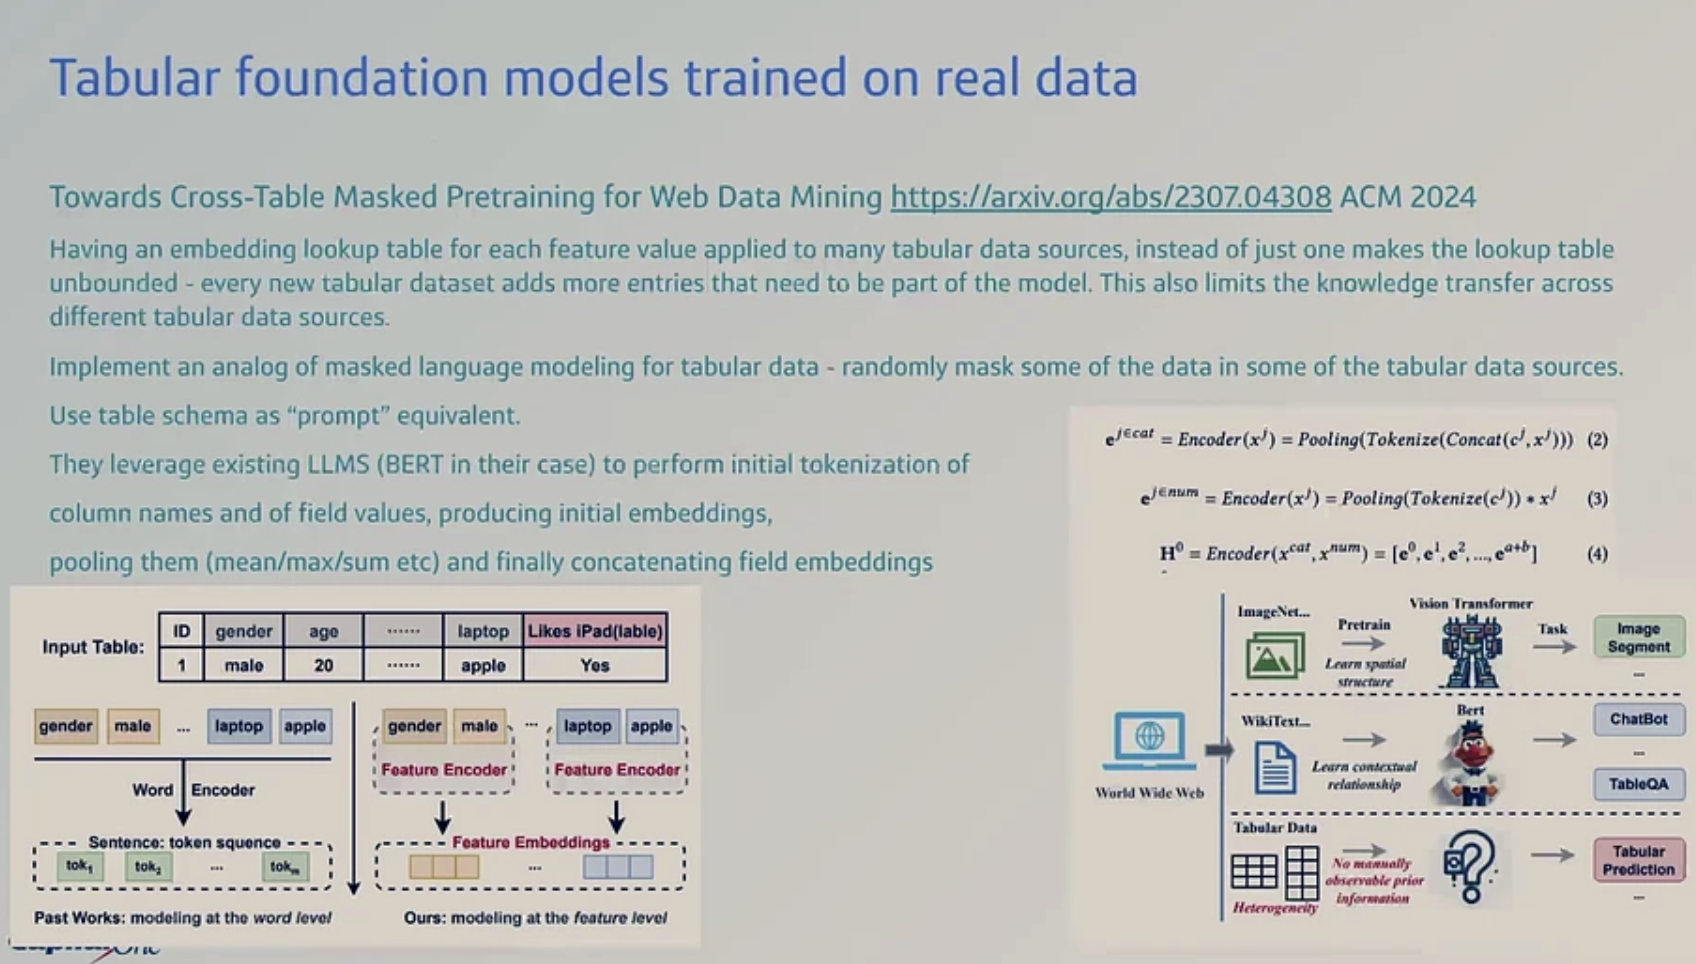 Tabular foundation models trained on real data
Towards Cross-Table Masked Pretraining for Web Data Mining https://arxiv.org/abs/2307.04308 ACM 2024
Having an embedding lookup table for each feature value applied to many tabular data sources, instead of just one makes the lookup table
unbounded - every new tabular dataset adds more entries that need to be part of the model. This also limits the knowledge transfer across
different tabular data sources.
Implement an analog of masked language modeling for tabular data - randomly mask some of the data in some of the tabular data sources.
Use table schema as “prompt” equivalent.
They leverage existing LLMS (BERT in their case) to perform initial tokenization of
column names and of field values, producing initial embeddings,
pooling them (mean/max/sum etc) and finally concatenating field embeddings
e^{j∈cat} = Encoder(x^j) = Pooling(Tokenize(Concat(c^j, x^j))) (2)
e^{j∈num} = Encoder(x^j) = Pooling(Tokenize(c^j)) * x^j (3)
H^0 = Encoder(x^{cat}, x^{num}) = [e^0, e^1, e^2, ..., e^{a+b}] (4)
Input Table:
ID gender age ...... laptop Likes iPad(lable)
1 male 20 ...... apple Yes
gender male ... laptop apple
Word Encoder
Sentence: token squence
tok_1 tok_2 ... tok_m
Past Works: modeling at the word level
gender male ... laptop apple
Feature Encoder Feature Encoder
Feature Embeddings
...
Ours: modeling at the feature level
World Wide Web
ImageNet...
Pretrain
Learn spatial
structure
Vision Transformer
Task
Image
Segment
...
WikiText...
Learn contextual
relationship
Bert
ChatBot
...
TableQA
Tabular Data
Heterogeneity
No manually
observable prior
information
Tabular
Prediction
...
One